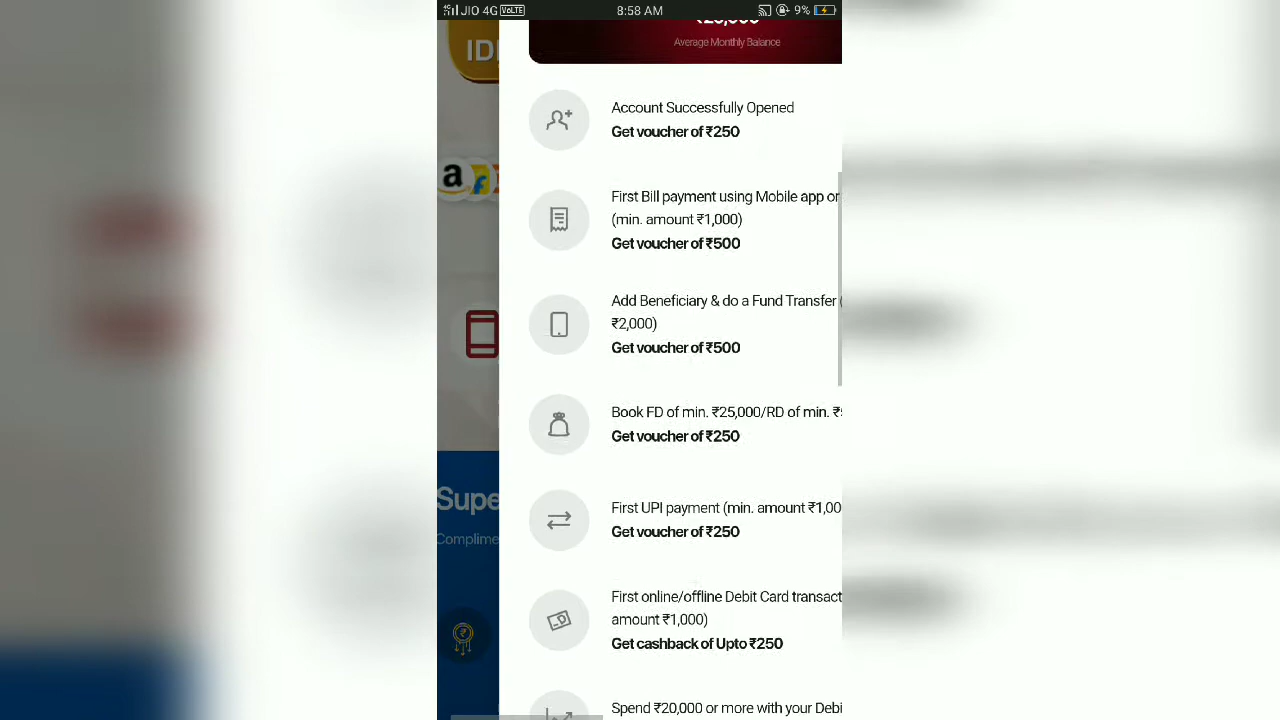 JIO 4G VoLTE 8:58 AM 9%
ID
Average Monthly Balance
a
Account Successfully Opened
Get voucher of ₹250
First Bill payment using Mobile app or
(min. amount ₹1,000)
Get voucher of ₹500
Add Beneficiary & do a Fund Transfer (
₹2,000)
Get voucher of ₹500
Book FD of min. ₹25,000/RD of min. ₹
Get voucher of ₹250
Supe
First UPI payment (min. amount ₹1,00
Get voucher of ₹250
Complime
First online/offline Debit Card transact
amount ₹1,000)
Get cashback of Upto ₹250
Spend ₹20,000 or more with your Debi